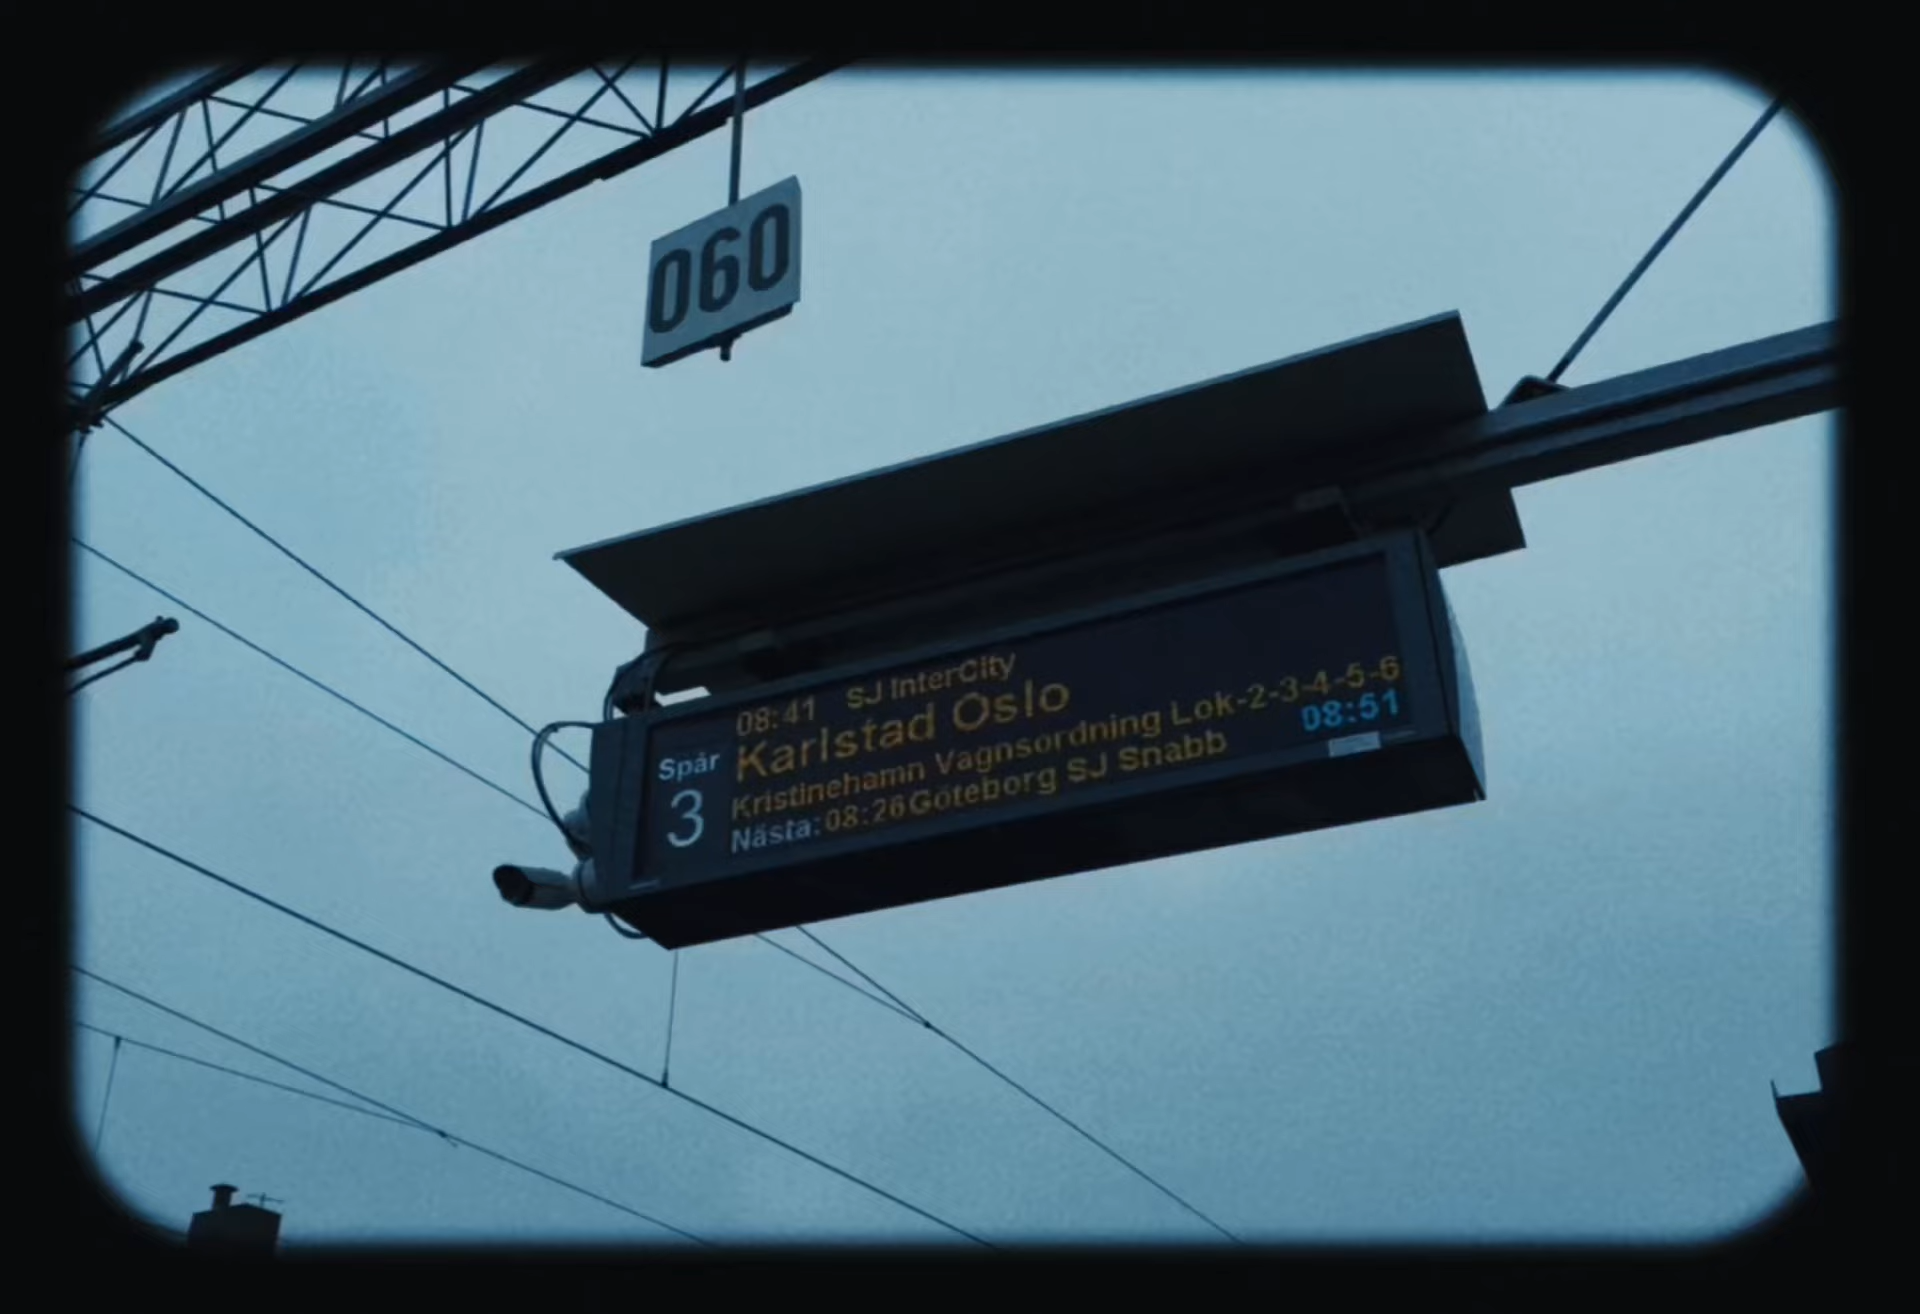 060
08:41 SJ InterCity
Karlstad Oslo
Kristinehamn Vagnsordning Lok-2-3-4-5-6
Nästa: 08:26 Göteborg SJ Snabb
08:51
Spår
3